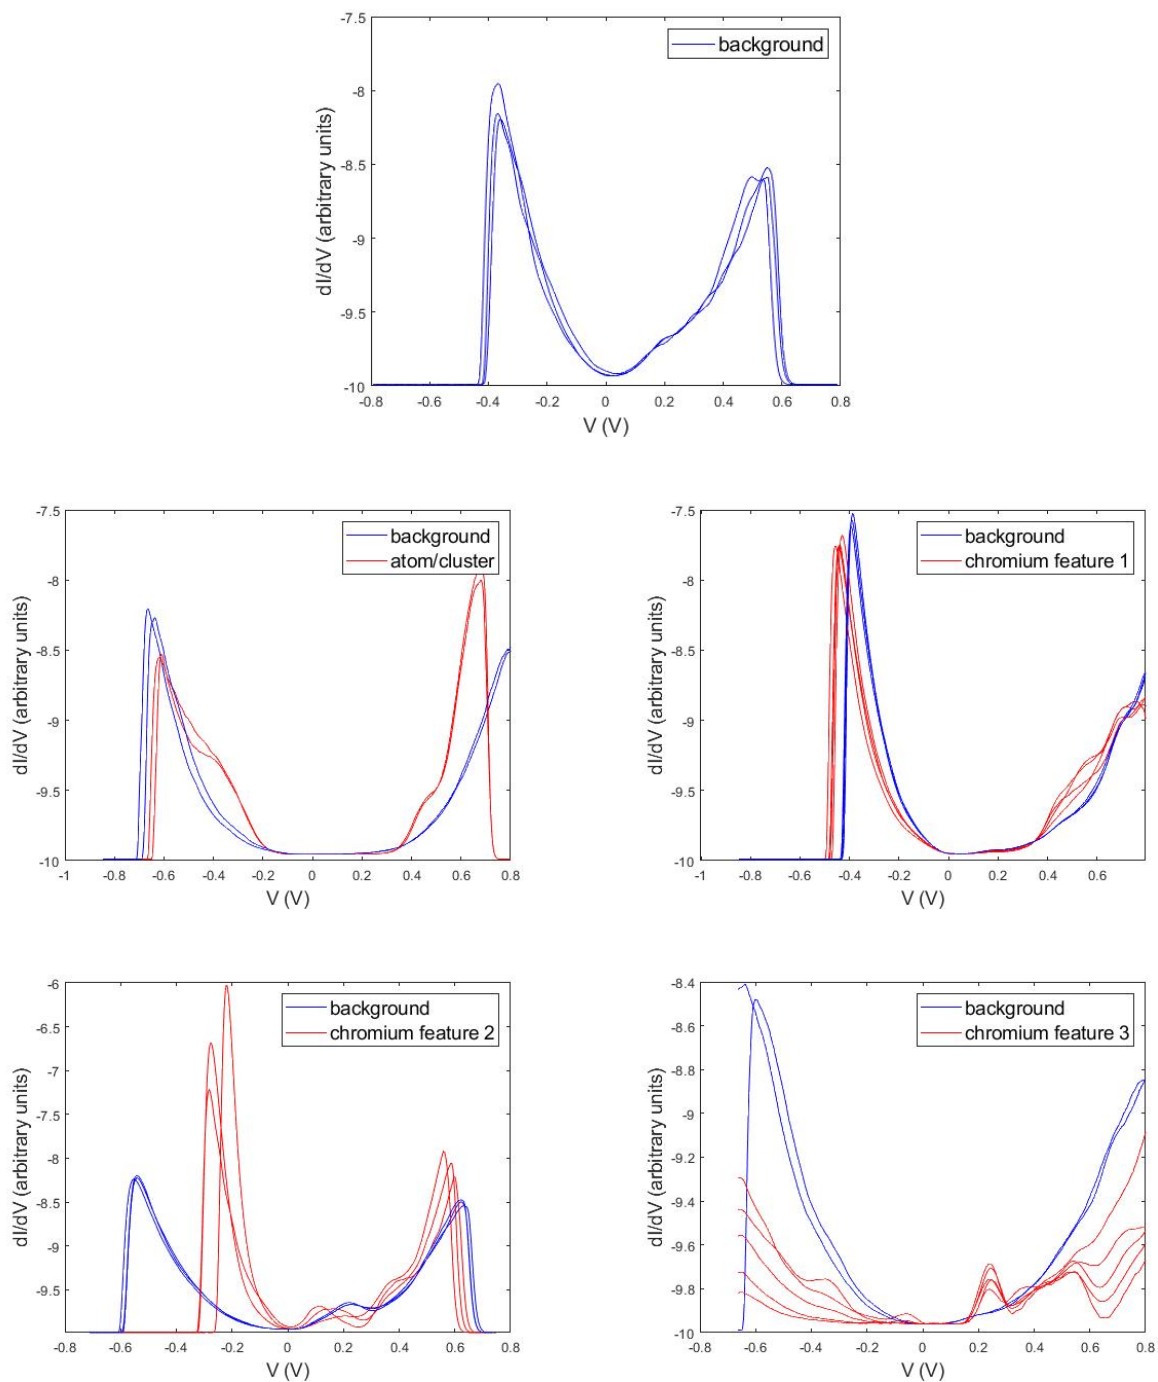 -7.5
background
-8
-8.5
-9
-9.5
-10
dI/dV (arbitrary units)
-0.8 -0.6 -0.4 -0.2 0 0.2 0.4 0.6 0.8
V (V)
-7.5
background
atom/cluster
-8
-8.5
-9
-9.5
-10
dI/dV (arbitrary units)
-1 -0.8 -0.6 -0.4 -0.2 0 0.2 0.4 0.6 0.8
V (V)
-7.5
background
chromium feature 1
-8
-8.5
-9
-9.5
-10
dI/dV (arbitrary units)
-1 -0.8 -0.6 -0.4 -0.2 0 0.2 0.4 0.6
V (V)
-6
background
chromium feature 2
-6.5
-7
-7.5
-8
-8.5
-9
-9.5
dI/dV (arbitrary units)
-0.8 -0.6 -0.4 -0.2 0 0.2 0.4 0.6 0.8
V (V)
-8.4
background
chromium feature 3
-8.6
-8.8
-9
-9.2
-9.4
-9.6
-9.8
-10
dI/dV (arbitrary units)
-0.8 -0.6 -0.4 -0.2 0 0.2 0.4 0.6 0.8
V (V)